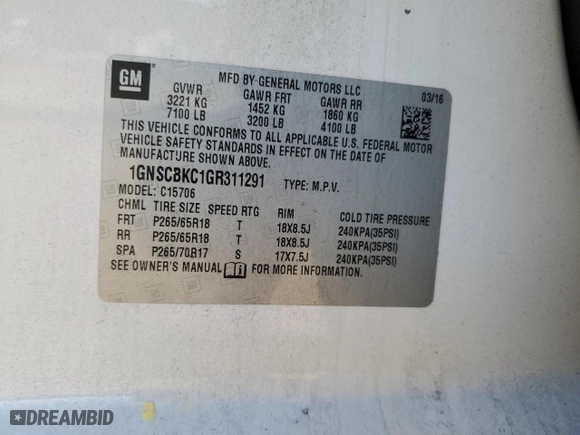 GM
MFD BY-GENERAL MOTORS LLC
03/16
GVWR GAWR FRT GAWR RR
3221 KG 1452 KG 1860 KG
7100 LB 3200 LB 4100 LB
THIS VEHICLE CONFORMS TO ALL APPLICABLE U.S. FEDERAL MOTOR
VEHICLE SAFETY STANDARDS IN EFFECT ON THE DATE OF
MANUFACTURE SHOWN ABOVE.
1GNSCBKC1GR311291 TYPE: M.P.V.
MODEL: C15706
CHML TIRE SIZE SPEED RTG RIM COLD TIRE PRESSURE
FRT P265/65R18 T 18X8.5J 240KPA(35PSI)
RR P265/65R18 T 18X8.5J 240KPA(35PSI)
SPA P265/70R17 S 17X7.5J 240KPA(35PSI)
SEE OWNER'S MANUAL FOR MORE INFORMATION.
DREAMBID